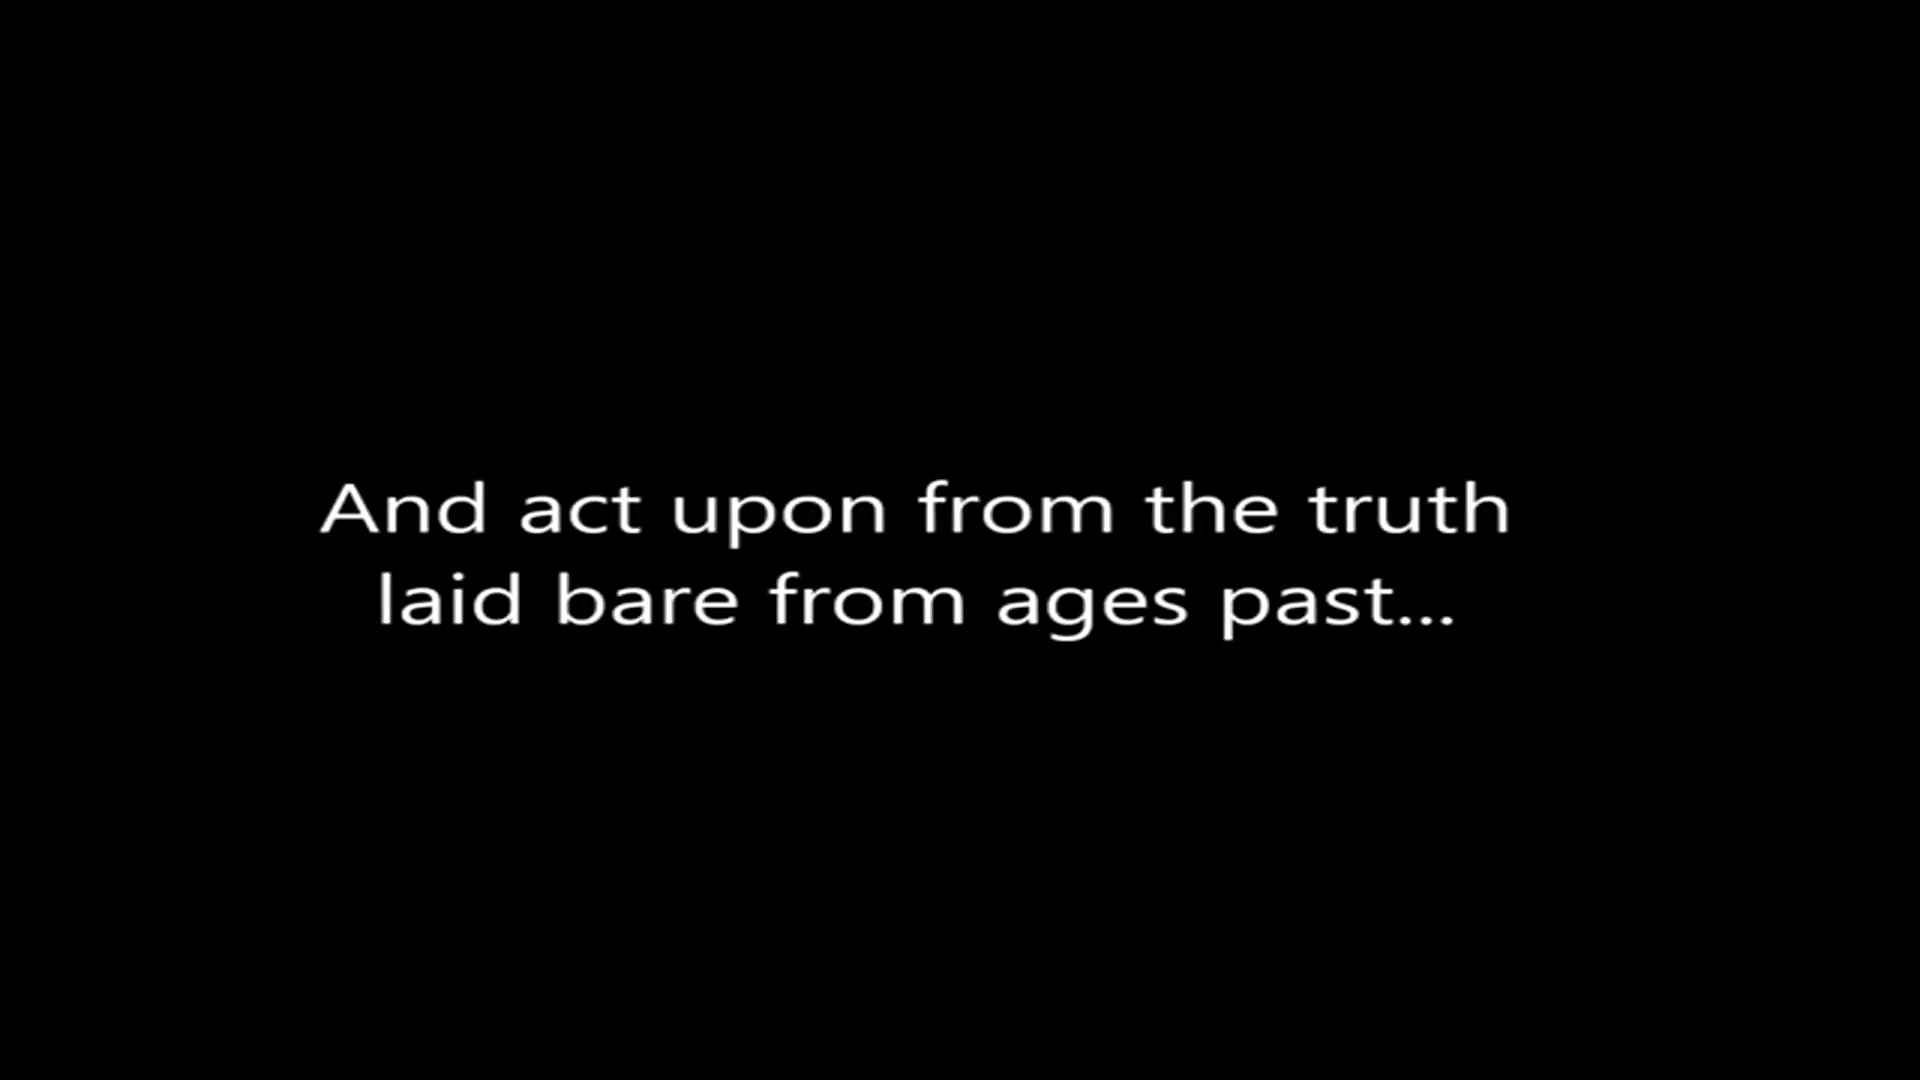 And act upon from the truth
laid bare from ages past...